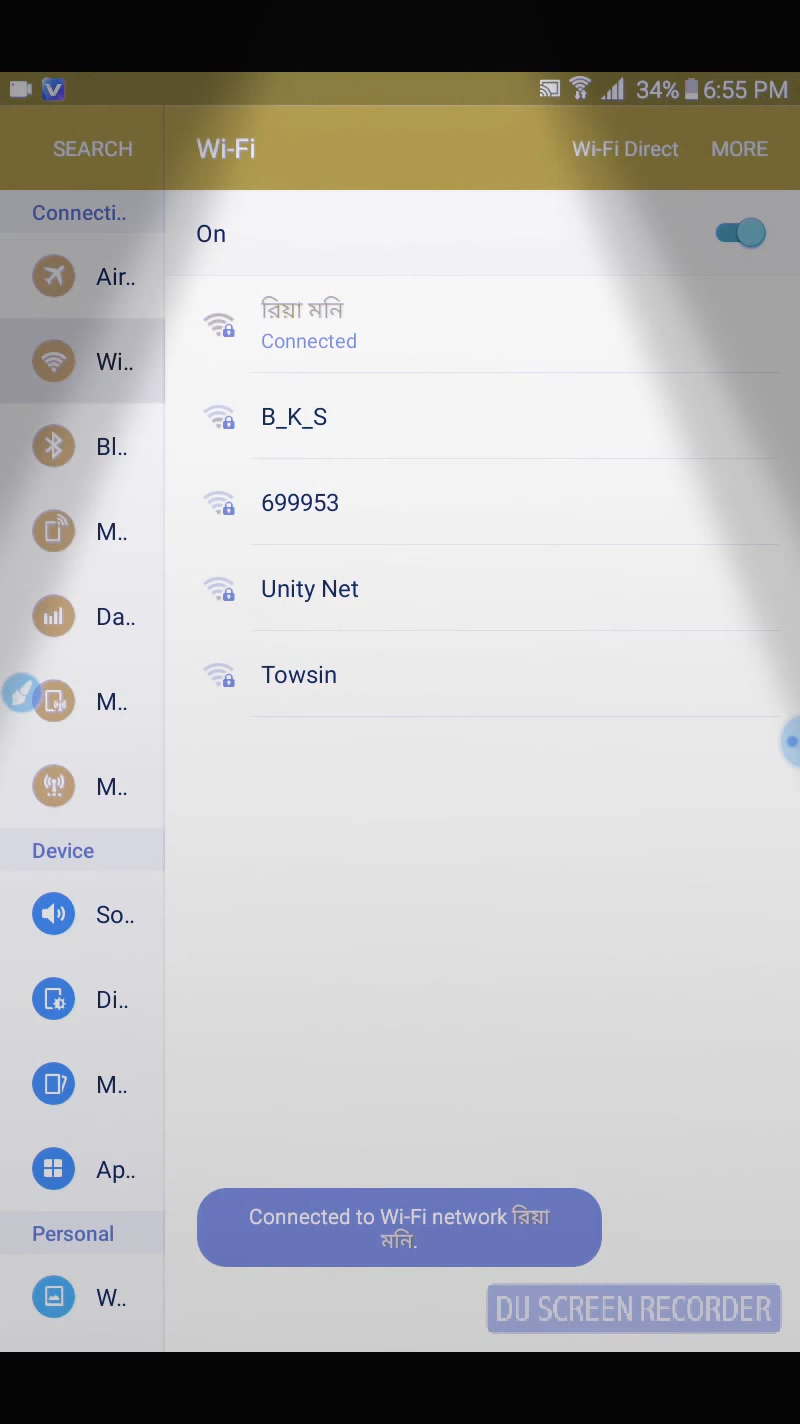 34% 6:55 PM
SEARCH
Wi-Fi
Wi-Fi Direct
MORE
Connecti..
Air..
Wi..
Bl..
M..
Da..
M..
M..
Device
So..
Di..
M..
Ap..
Personal
W..
On
রিয়া মনি
Connected
B_K_S
699953
Unity Net
Towsin
Connected to Wi-Fi network রিয়া
মনি.
DU SCREEN RECORDER